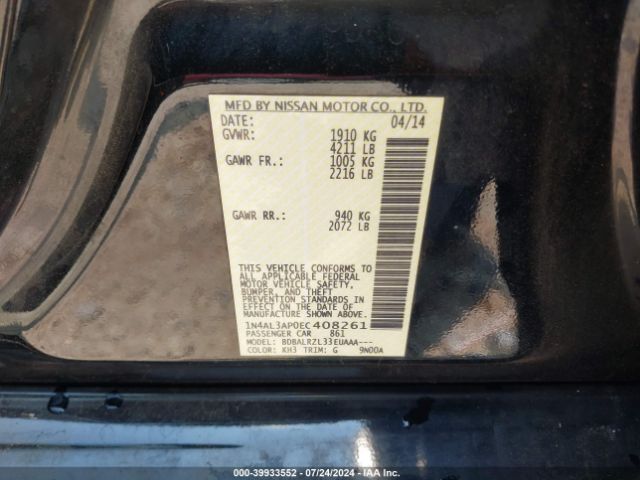 MFD BY NISSAN MOTOR CO., LTD.
DATE: 04/14
GVWR: 1910 KG
4211 LB
GAWR FR.: 1005 KG
2216 LB
GAWR RR.: 940 KG
2072 LB
THIS VEHICLE CONFORMS TO
ALL APPLICABLE FEDERAL
MOTOR VEHICLE SAFETY,
BUMPER, AND THEFT
PREVENTION STANDARDS IN
EFFECT ON THE DATE OF
MANUFACTURE SHOWN ABOVE.
1N4AL3AP0EC408261
PASSENGER CAR 861
MODEL: BDBALRZL33EUAAA---
COLOR: KH3 TRIM: G 9N00A
000-39933552 - 07/24/2024 - IAA Inc.